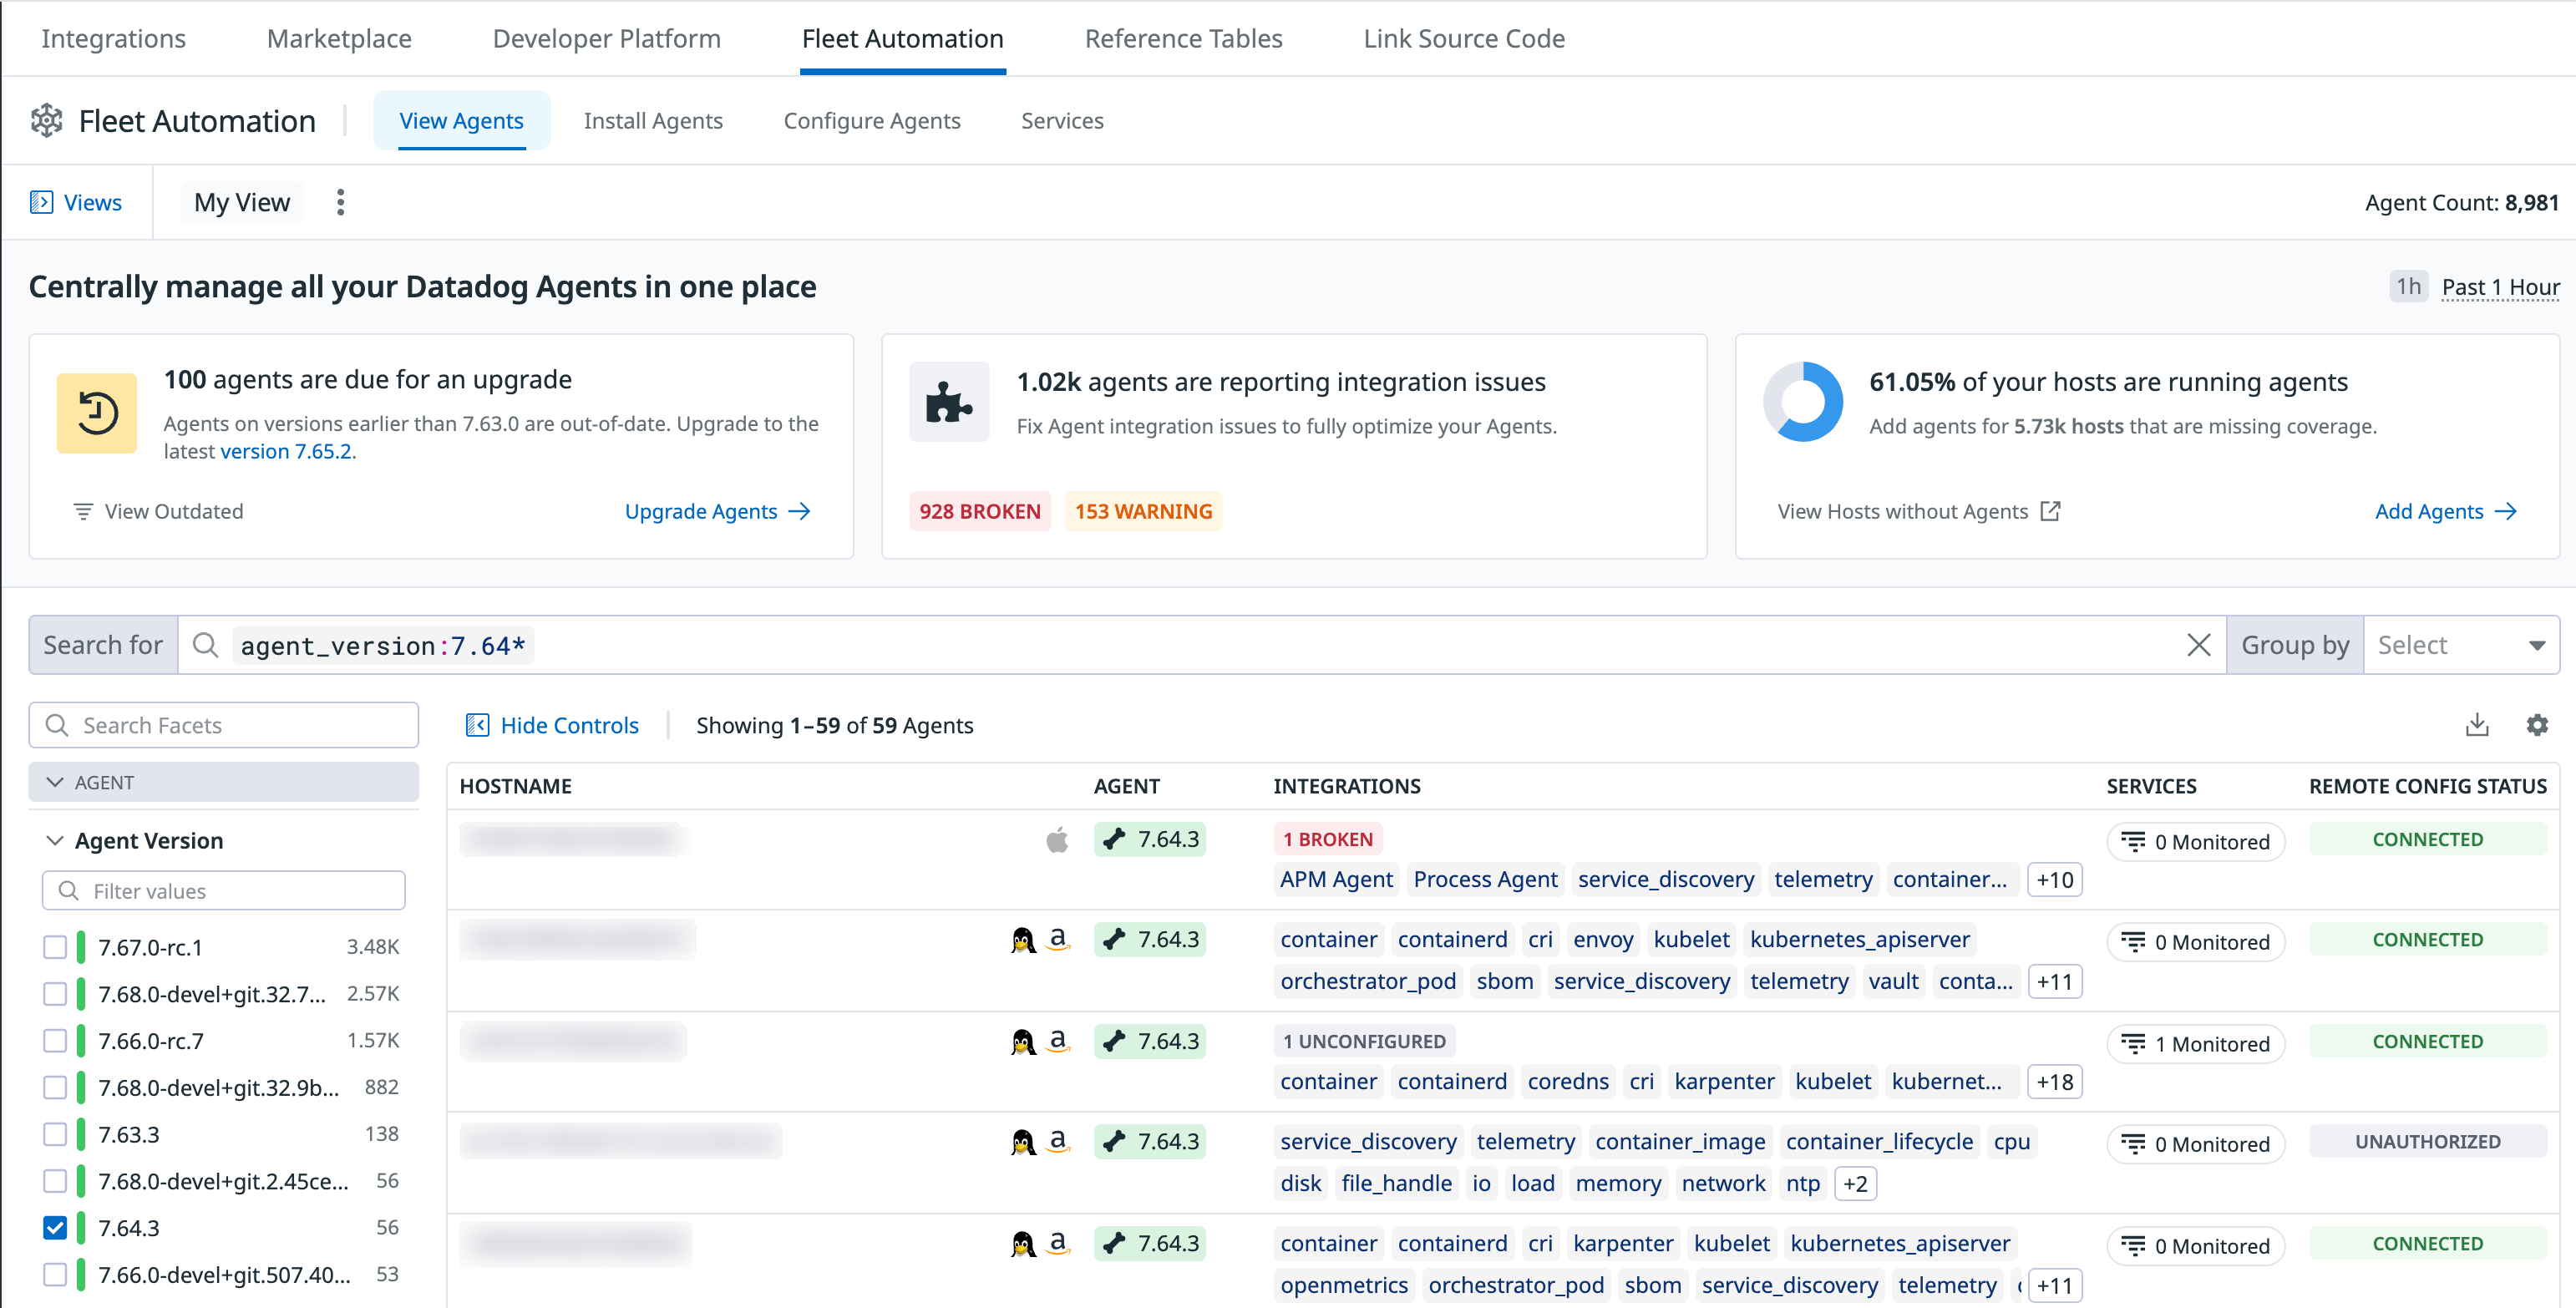 Integrations Marketplace Developer Platform Fleet Automation Reference Tables Link Source Code
Fleet Automation View Agents Install Agents Configure Agents Services
Views My View Agent Count: 8,981
Centrally manage all your Datadog Agents in one place 1h Past 1 Hour
100 agents are due for an upgrade
Agents on versions earlier than 7.63.0 are out-of-date. Upgrade to the
latest version 7.65.2.
View Outdated Upgrade Agents
1.02k agents are reporting integration issues
Fix Agent integration issues to fully optimize your Agents.
928 BROKEN 153 WARNING
61.05% of your hosts are running agents
Add agents for 5.73k hosts that are missing coverage.
View Hosts without Agents Add Agents
Search for agent_version:7.64* Group by Select
Search Facets
AGENT
Agent Version
Filter values
7.67.0-rc.1 3.48K
7.68.0-devel+git.32.7... 2.57K
7.66.0-rc.7 1.57K
7.68.0-devel+git.32.9b... 882
7.63.3 138
7.68.0-devel+git.2.45ce... 56
7.64.3 56
7.66.0-devel+git.507.40... 53
Hide Controls Showing 1–59 of 59 Agents
HOSTNAME AGENT INTEGRATIONS SERVICES REMOTE CONFIG STATUS
7.64.3 1 BROKEN 0 Monitored CONNECTED
APM Agent Process Agent service_discovery telemetry container... +10
a 7.64.3 container containerd cri envoy kubelet kubernetes_apiserver 0 Monitored CONNECTED
orchestrator_pod sbom service_discovery telemetry vault conta... +11
a 7.64.3 1 UNCONFIGURED 1 Monitored CONNECTED
container containerd coredns cri karpenter kubelet kubernet... +18
a 7.64.3 service_discovery telemetry container_image container_lifecycle cpu 0 Monitored UNAUTHORIZED
disk file_handle io load memory network ntp +2
a 7.64.3 container containerd cri karpenter kubelet kubernetes_apiserver 0 Monitored CONNECTED
openmetrics orchestrator_pod sbom service_discovery telemetry +11